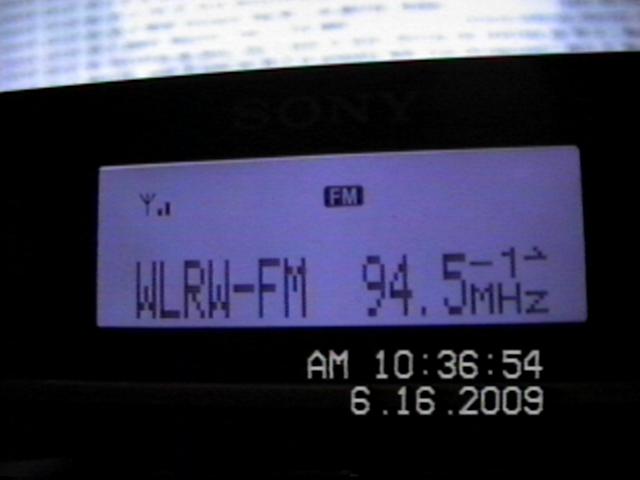 SONY
FM
WLRW-FM 94.5-1
MHz
AM 10:36:54
6.16.2009